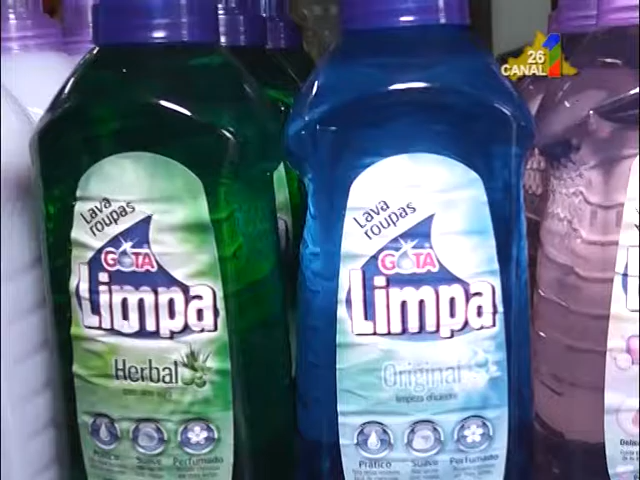 26
CANAL
Lava
roupas
GOTA
Limpa
Herbal
Prático
Suave
Perfumado
Lava
roupas
GOTA
Limpa
Original
limpeza eficiente
Prático
Suave
Perfumado